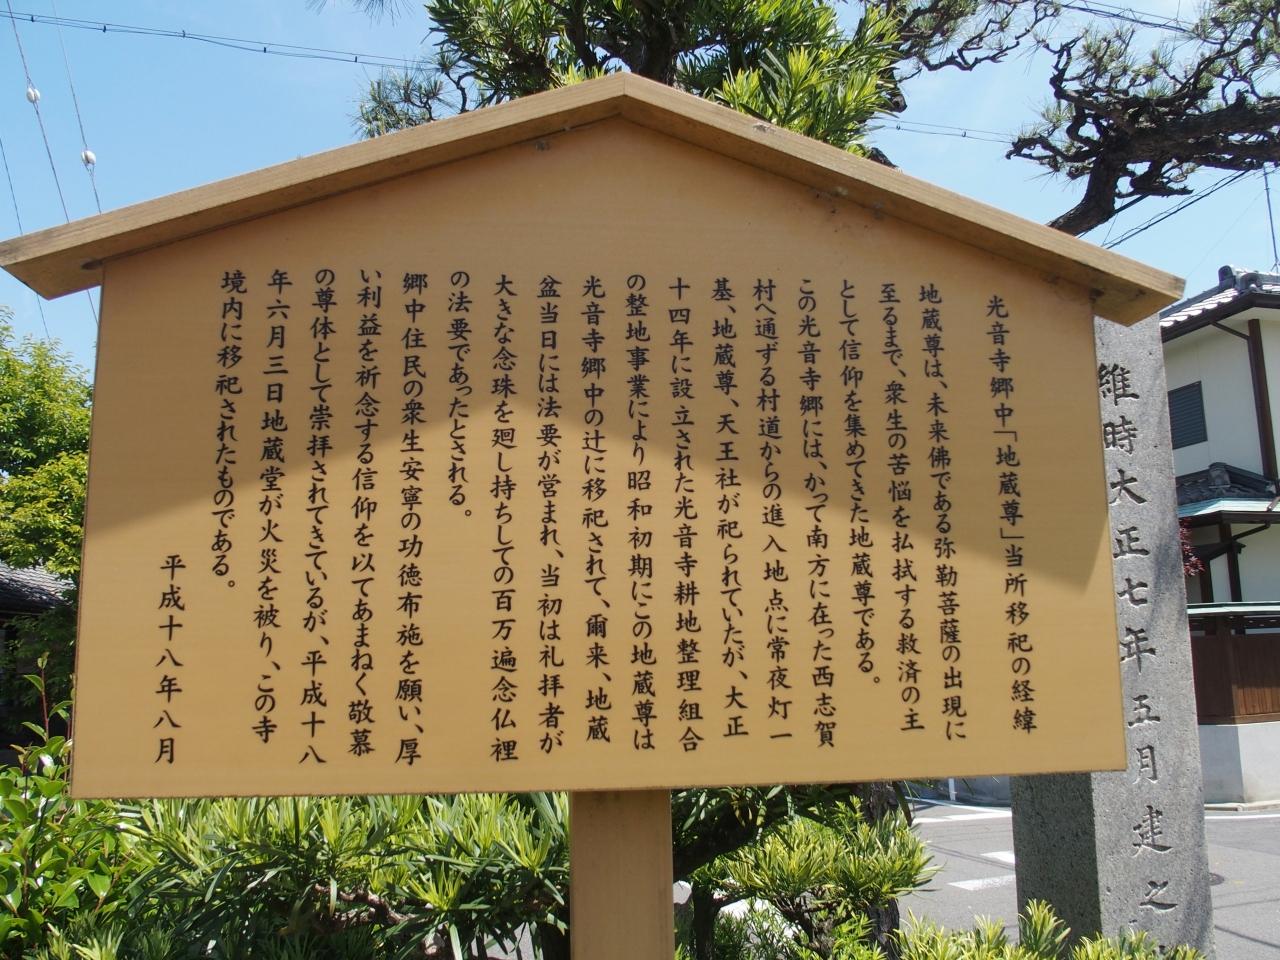 光音寺郷中「地蔵尊」当所移祀の経緯
地蔵尊は、未来佛である弥勒菩薩の出現に
至るまで、衆生の苦悩を払拭する救済の主
として信仰を集めてきた地蔵尊である。
この光音寺郷には、かって南方に在った西志賀
村へ通ずる村道からの進入地点に常夜灯一
基、地蔵尊、天王社が祀られていたが、大正
十四年に設立された光音寺耕地整理組合
の整地事業により昭和初期にこの地蔵尊は
光音寺郷中の辻に移祀されて、爾来、地蔵
盆当日には法要が営まれ、当初は礼拝者が
大きな念珠を廻し持ちしての百万遍念仏裡
の法要であったとされる。
郷中住民の衆生安寧の功徳布施を願い、厚
い利益を祈念する信仰を以てあまねく敬慕
の尊体として崇拝されてきているが、平成十八
年六月三日地蔵堂が火災を被り、この寺
境内に移祀されたものである。
平成十八年八月
維時大正七年五月建之